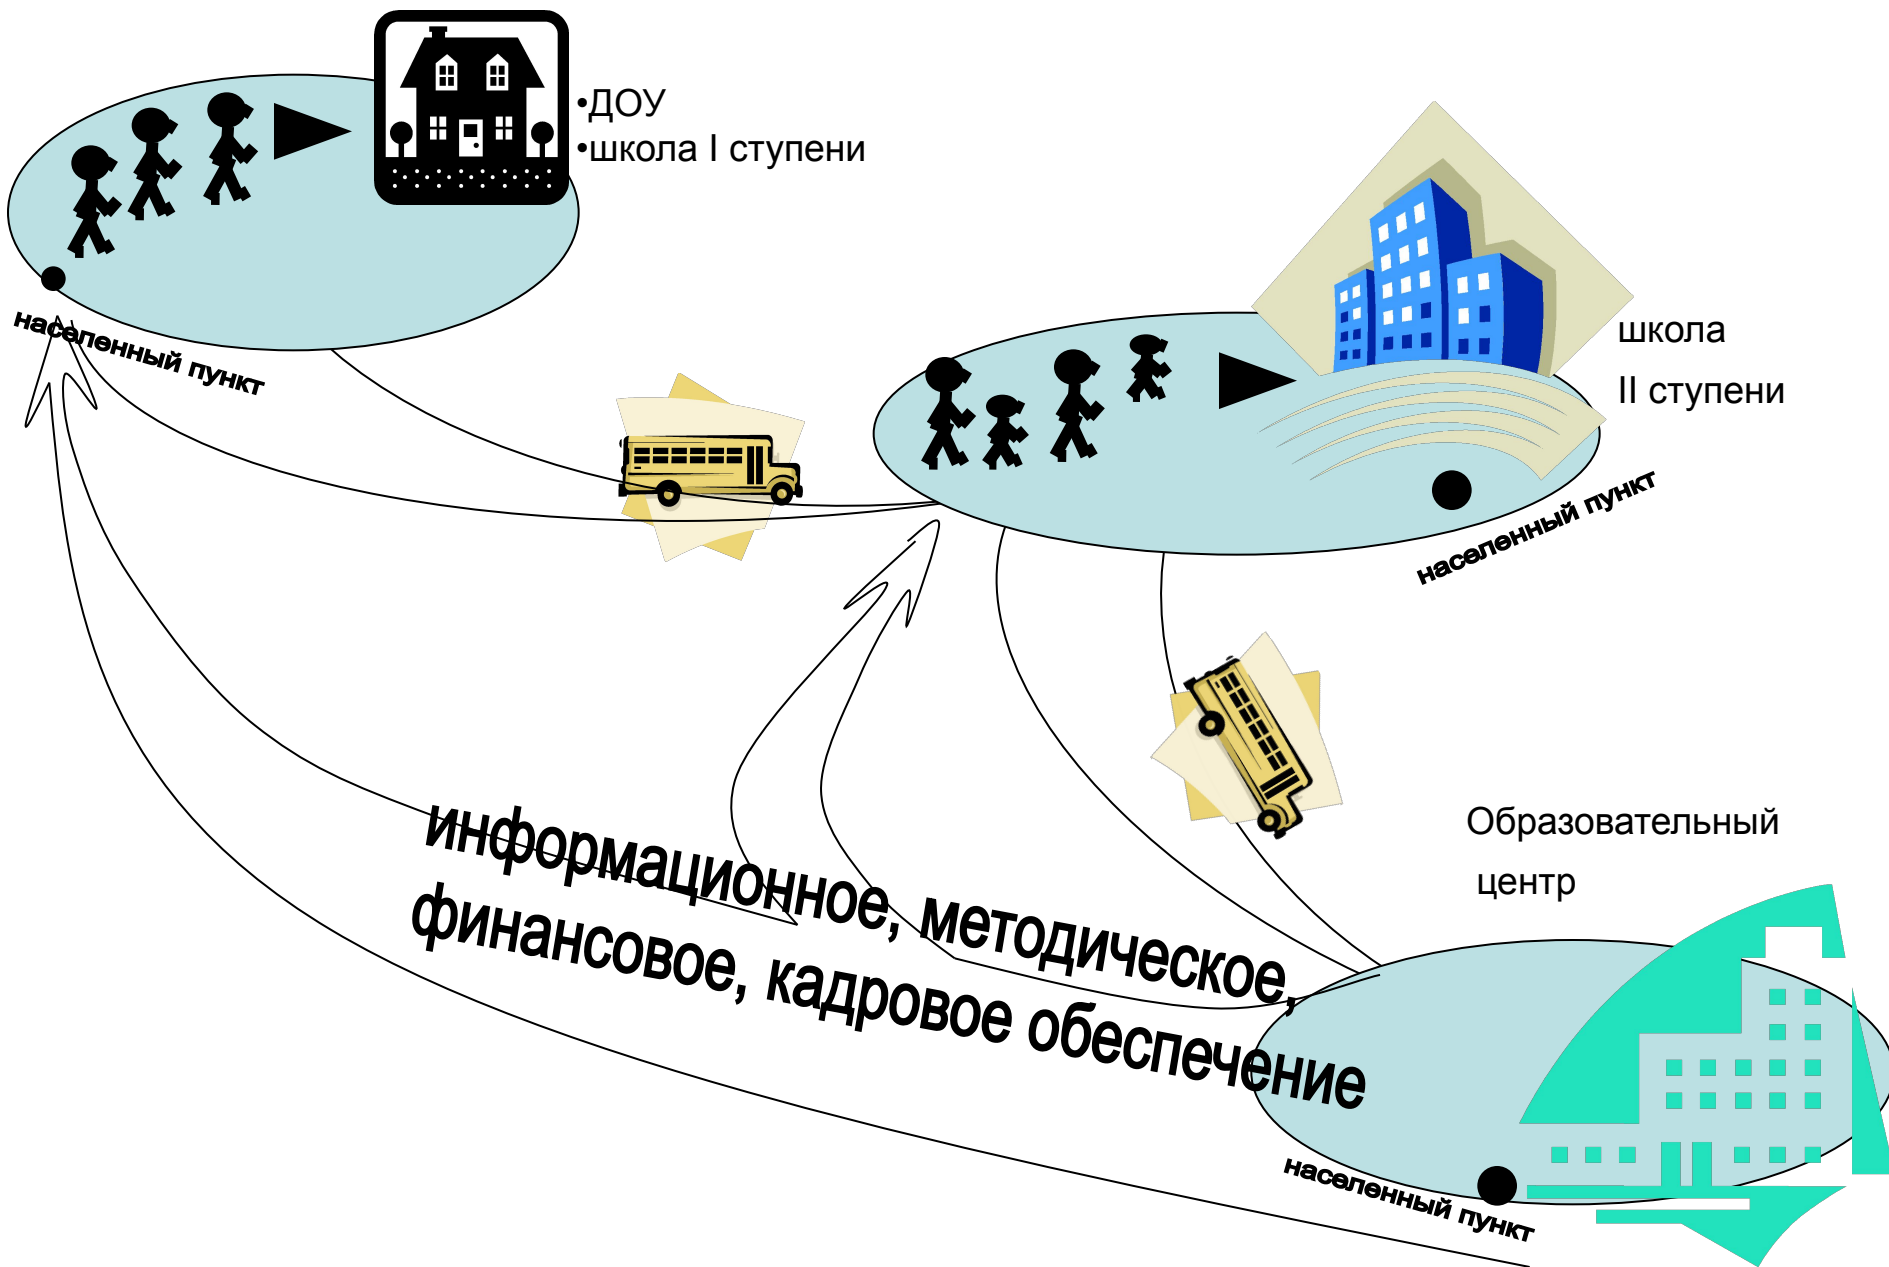 •ДОУ
•школа I ступени
населенный пункт
школа
II ступени
населенный пункт
информационное, методическое,
финансовое, кадровое обеспечение
Образовательный
центр
населенный пункт